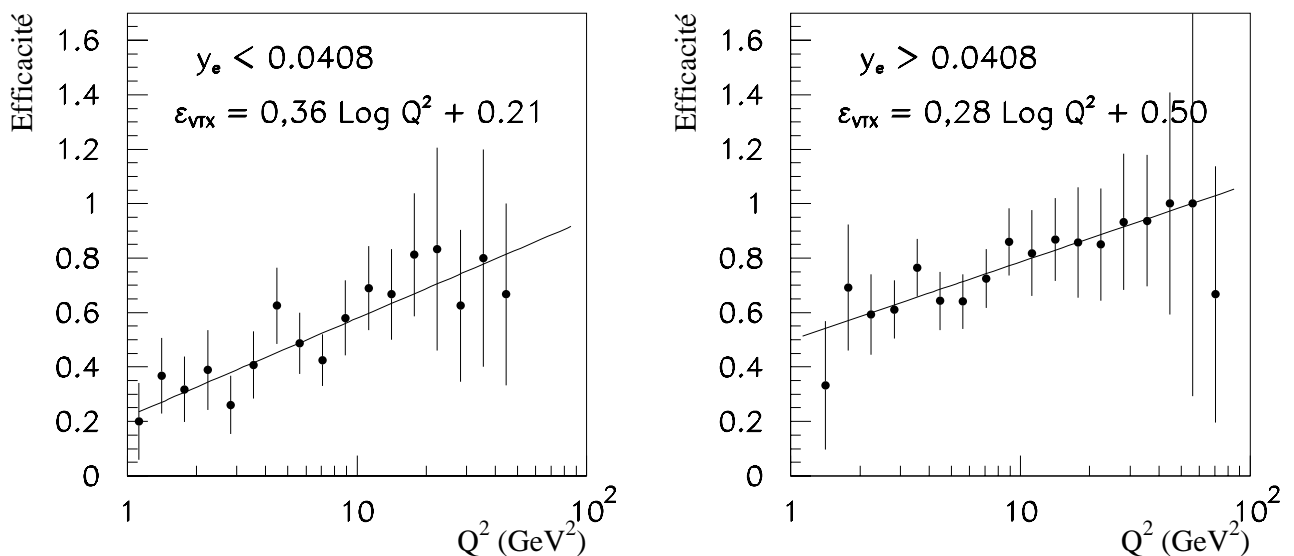 Efficacité
1.6
1.4
1.2
1
0.8
0.6
0.4
0.2
0
y_e < 0.0408
ε_VTX = 0,36 Log Q² + 0.21
1 10 10²
Q² (GeV²)
Efficacité
1.6
1.4
1.2
1
0.8
0.6
0.4
0.2
0
y_e > 0.0408
ε_VTX = 0,28 Log Q² + 0.50
1 10 10²
Q² (GeV²)